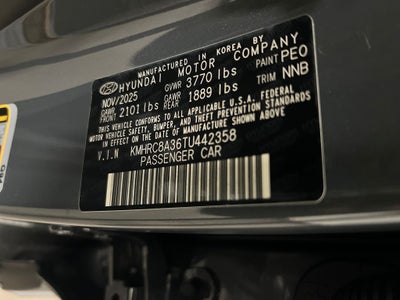 MANUFACTURED IN KOREA BY
HYUNDAI MOTOR COMPANY
NOV/2025 GVWR 3770 lbs PAINT PE0
GAWR FRONT 2101 lbs GAWR REAR 1889 lbs TRIM NNB
THIS VEHICLE CONFORMS TO ALL APPLICABLE U.S.A.FEDERAL
MOTOR VEHICLE SAFETY, BUMPER, AND THEFT PREVENTION STANDARDS
IN EFFECT ON THE DATE OF MANUFACTURE SHOWN ABOVE.
V.I.N KMHRC8A36TU442358
PASSENGER CAR